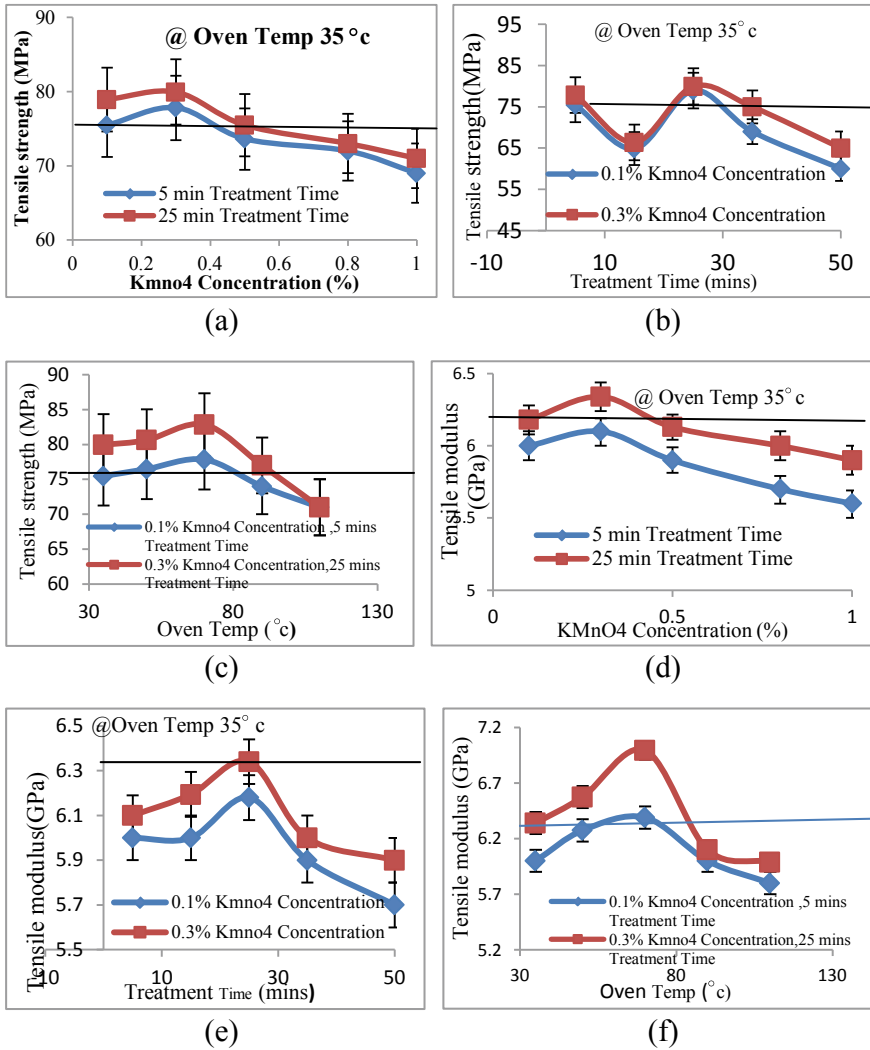 @ Oven Temp 35 °c
Tensile strength (MPa)
90
80
70
60
5 min Treatment Time
25 min Treatment Time
0 0.2 0.4 0.6 0.8 1
Kmno4 Concentration (%)
(a)
@ Oven Temp 35° c
Tensile strength (MPa)
95
85
75
65
55
45
0.1% Kmno4 Concentration
0.3% Kmno4 Concentration
-10 10 30 50
Treatment Time (mins)
(b)
Tensile strength (MPa)
90
85
80
75
70
65
60
0.1% Kmno4 Concentration ,5 mins
Treatment Time
0.3% Kmno4 Concentration,25 mins
Treatment Time
30 80 130
Oven Temp (°c)
(c)
@ Oven Temp 35° c
Tensile modulus
(GPa)
6.5
6
5.5
5
5 min Treatment Time
25 min Treatment Time
0 0.5 1
KMnO4 Concentration (%)
(d)
@Oven Temp 35° c
Tensile modulus(GPa)
6.5
6.3
6.1
5.9
5.7
5.5
0.1% Kmno4 Concentration
0.3% Kmno4 Concentration
-10 10 30 50
Treatment Time (mins)
(e)
Tensile modulus (GPa)
7.2
6.7
6.2
5.7
5.2
0.1% Kmno4 Concentration ,5 mins
Treatment Time
0.3% Kmno4 Concentration,25 mins
Treatment Time
30 80 130
Oven Temp (°c)
(f)